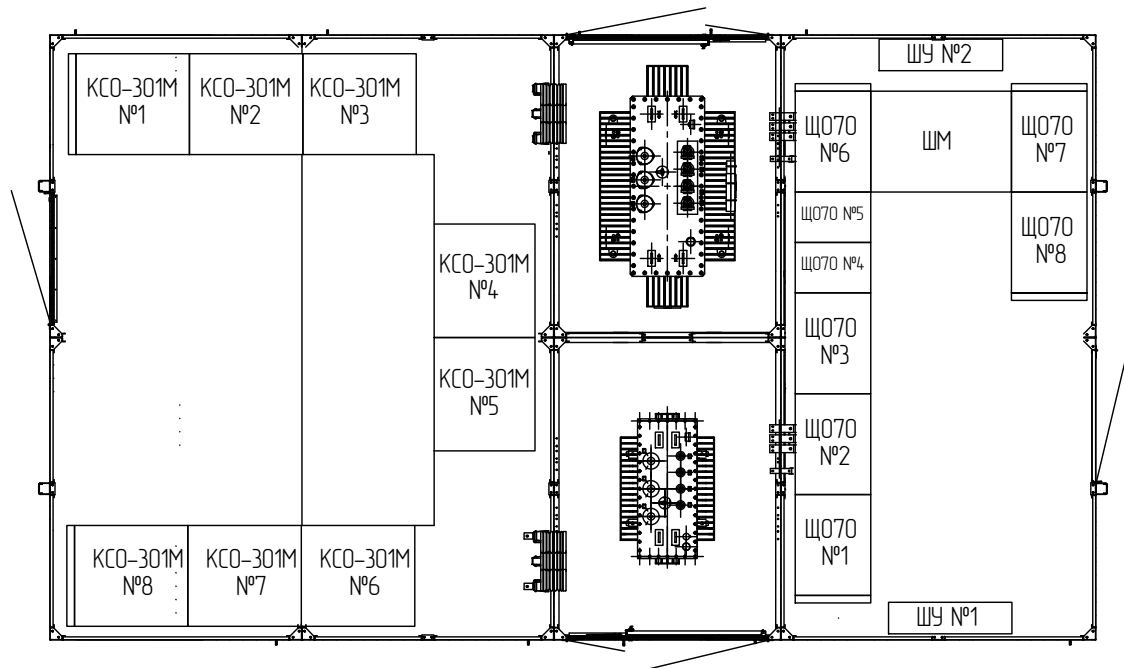 ШУ №2
КСО-301М
№1
КСО-301М
№2
КСО-301М
№3
ЩО70
№6
ШМ
ЩО70
№7
ЩО70 №5
ЩО70
№8
ЩО70 №4
КСО-301М
№4
ЩО70
№3
КСО-301М
№5
ЩО70
№2
ЩО70
№1
КСО-301М
№8
КСО-301М
№7
КСО-301М
№6
ШУ №1